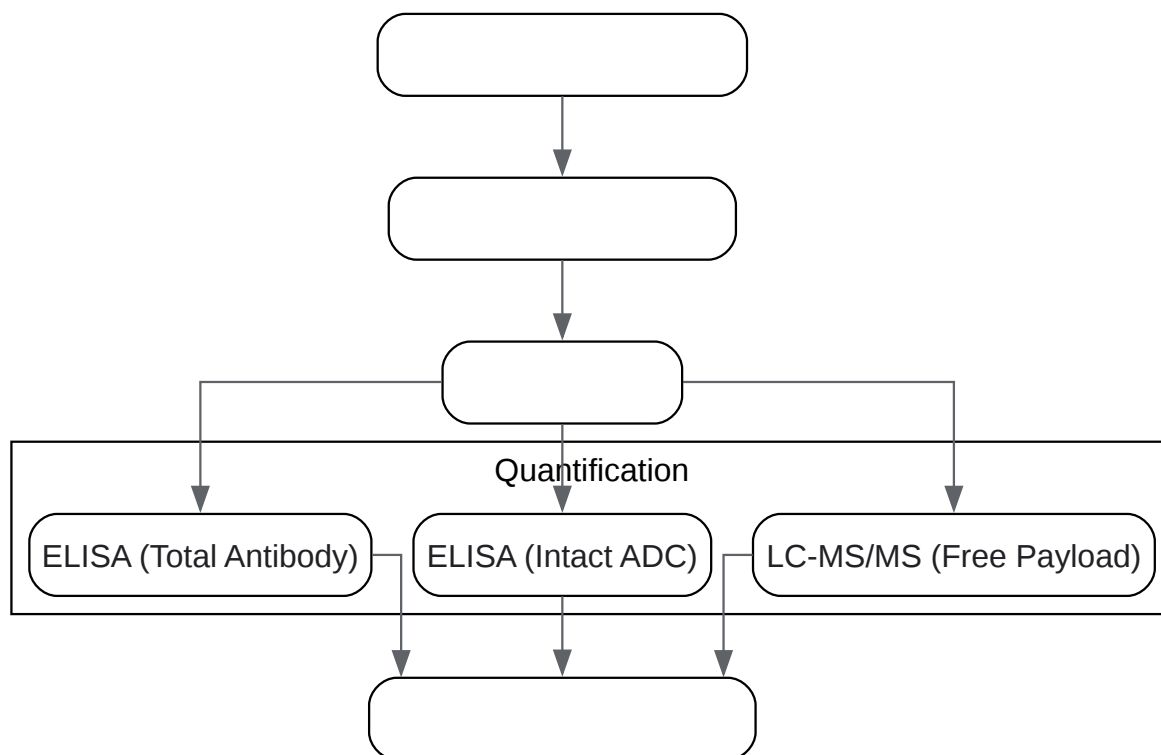 Quantification
ELISA (Total Antibody)
ELISA (Intact ADC)
LC-MS/MS (Free Payload)